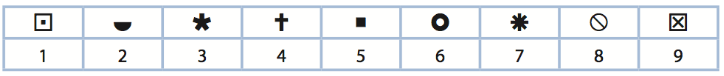 ⊡ ◒ * ✝ ■ ⭘ ✷ ⃠ ☒
1 2 3 4 5 6 7 8 9